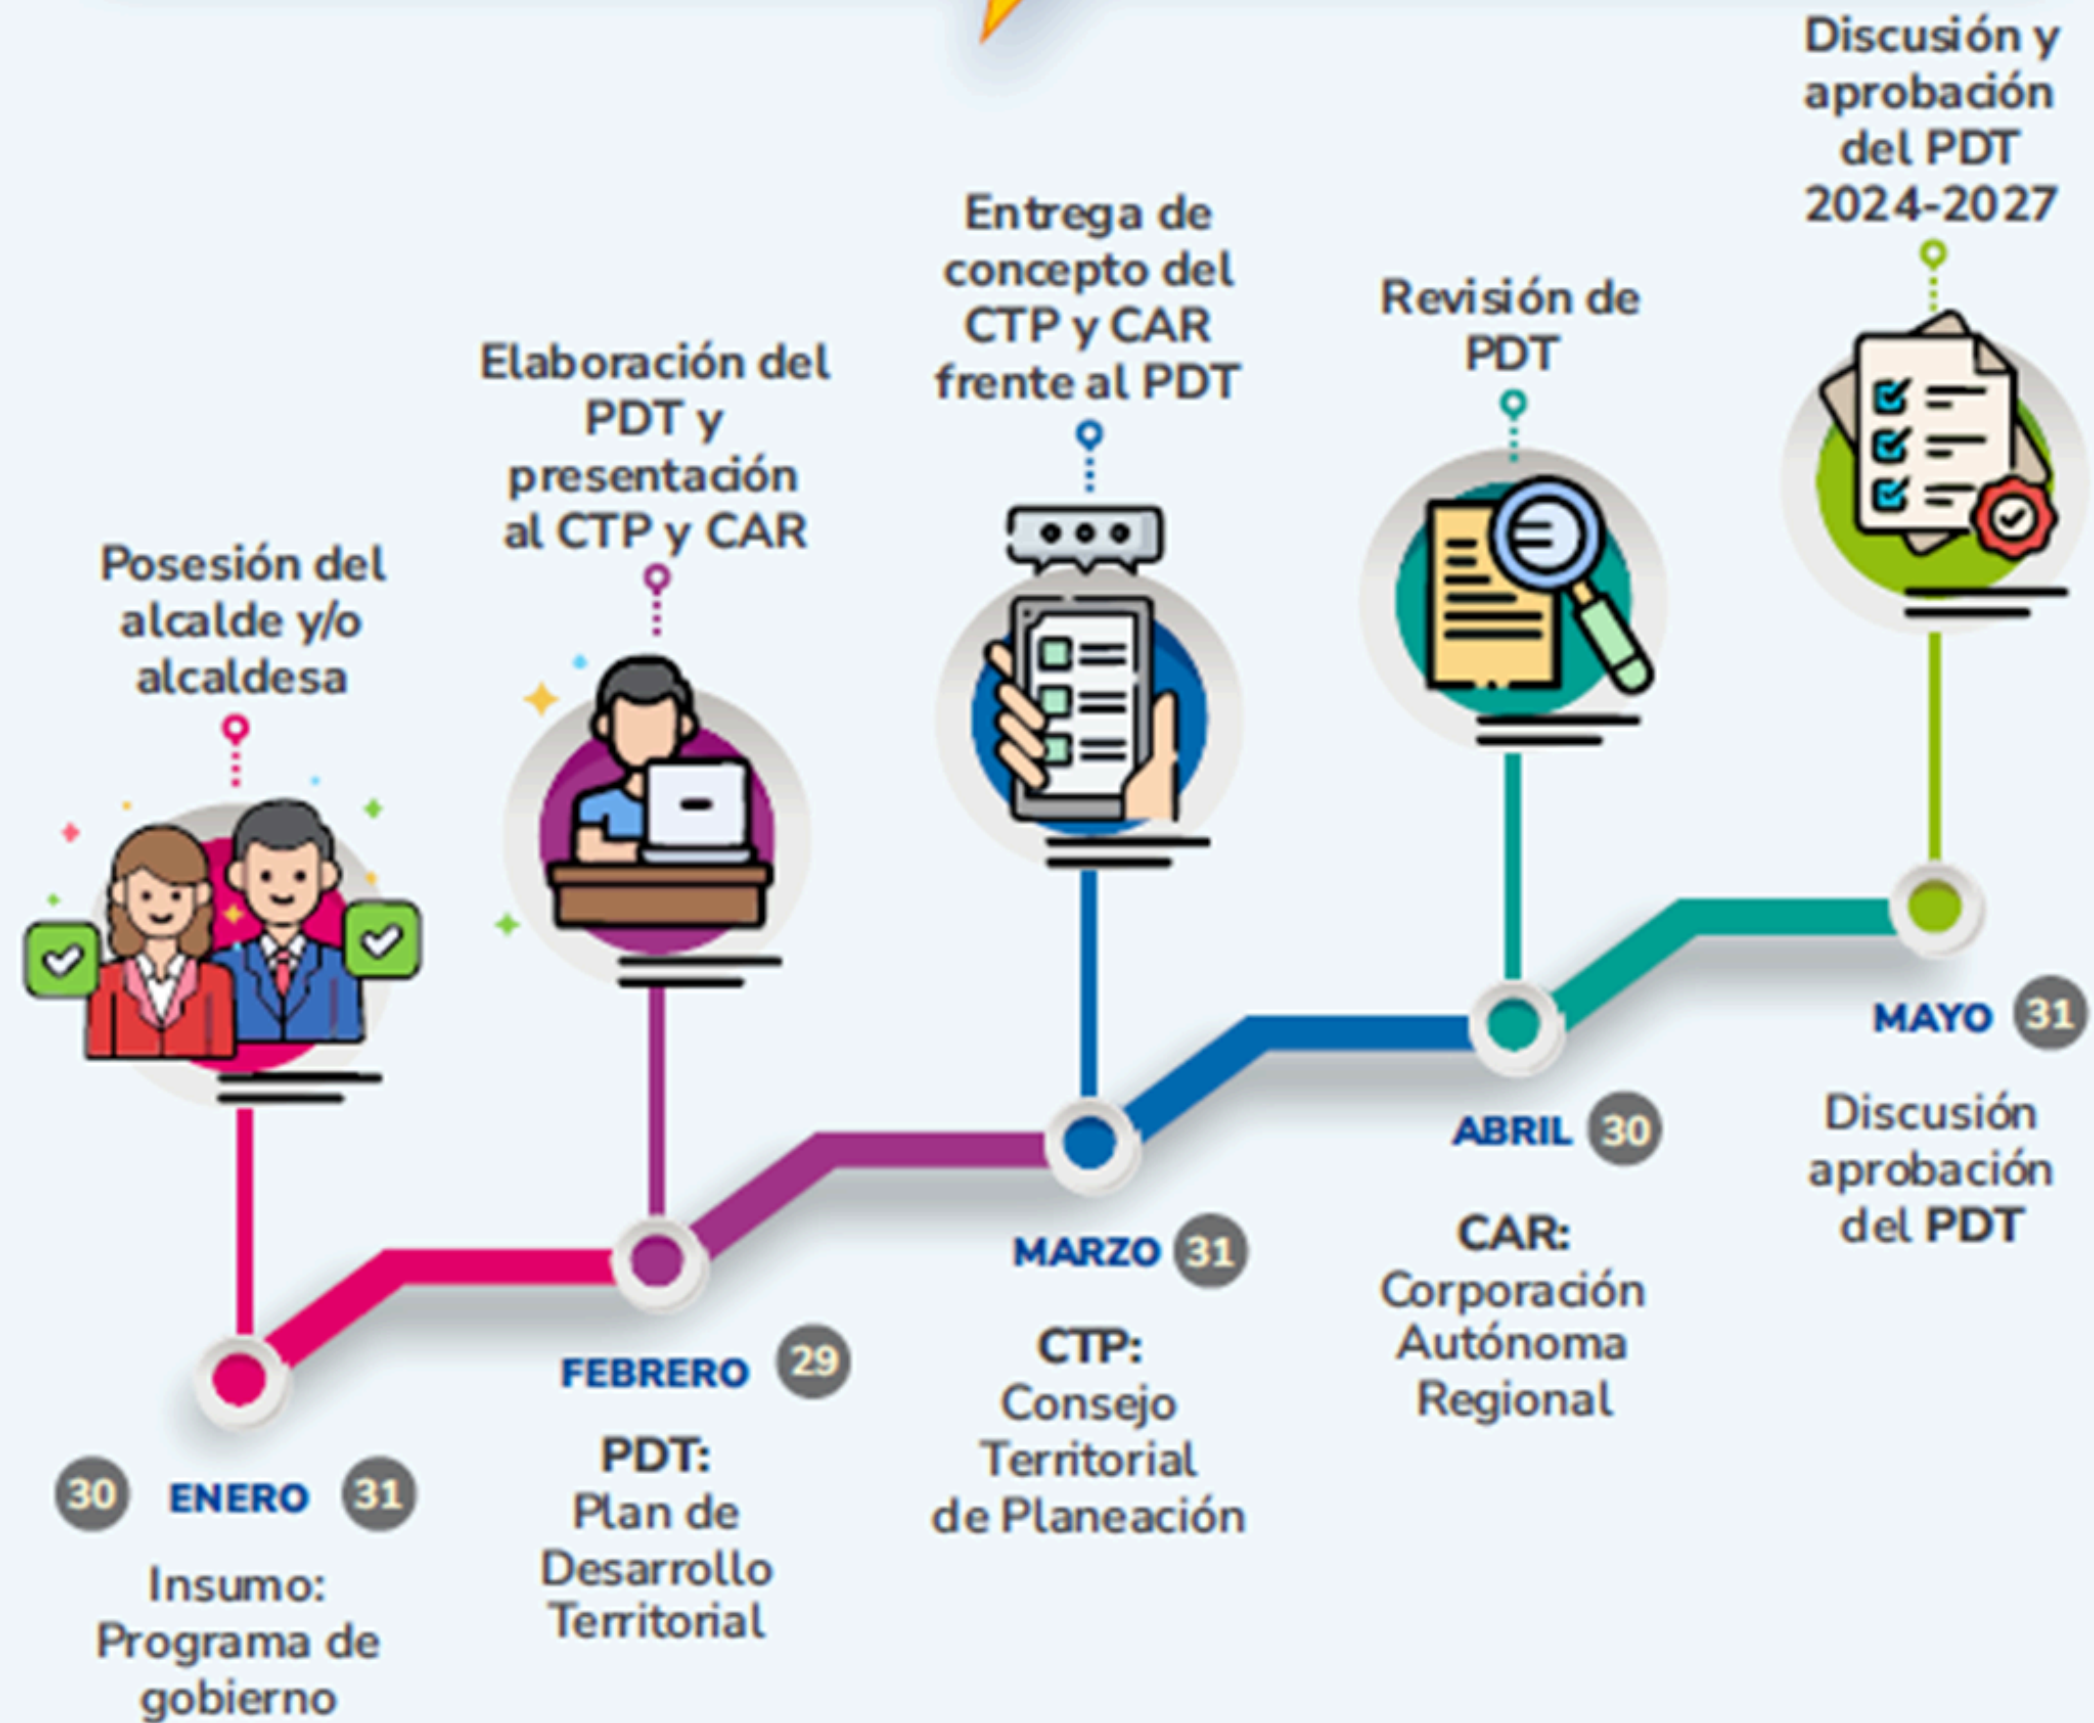 Posesión del
alcalde y/o
alcaldesa
30 ENERO 31
Insumo:
Programa de
gobierno
Elaboración del
PDT y
presentación
al CTP y CAR
FEBRERO 29
PDT:
Plan de
Desarrollo
Territorial
Entrega de
concepto del
CTP y CAR
frente al PDT
MARZO 31
CTP:
Consejo
Territorial
de Planeación
Revisión de
PDT
ABRIL 30
CAR:
Corporación
Autónoma
Regional
Discusión y
aprobación
del PDT
2024-2027
MAYO 31
Discusión
aprobación
del PDT